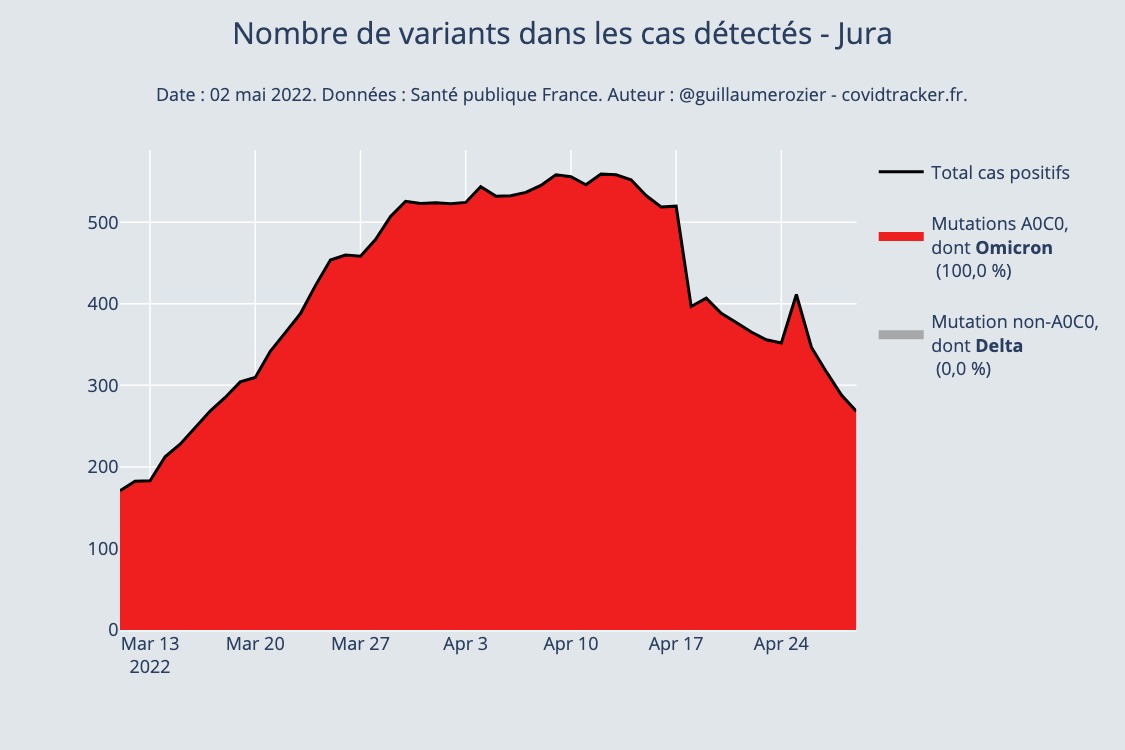 Nombre de variants dans les cas détectés - Jura
Date : 02 mai 2022. Données : Santé publique France. Auteur : @guillaumerozier - covidtracker.fr.
Total cas positifs
Mutations A0C0,
dont Omicron
(100,0 %)
Mutation non-A0C0,
dont Delta
(0,0 %)
500
400
300
200
100
0
Mar 13 Mar 20 Mar 27 Apr 3 Apr 10 Apr 17 Apr 24
2022